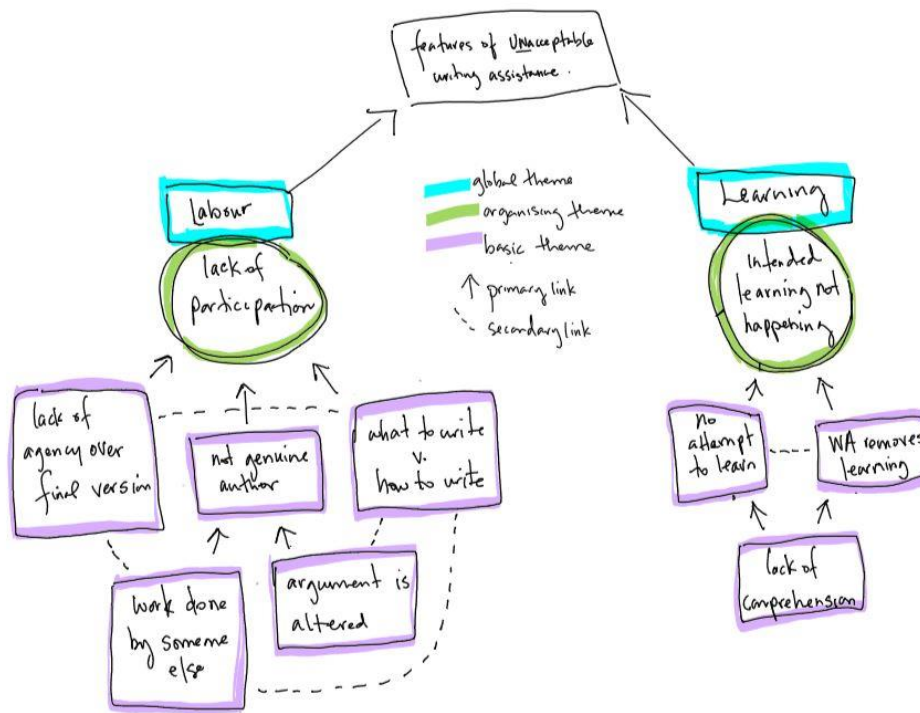 features of UNacceptable
writing assistance.
Labour
lack of
participation
global theme
organising theme
basic theme
primary link
secondary link
Learning
Intended
learning not
happening
lack of
agency over
final version
not genuine
author
what to write
v.
how to write
work done
by someone
else
argument is
altered
no
attempt
to learn
WA removes
learning
lack of
comprehension